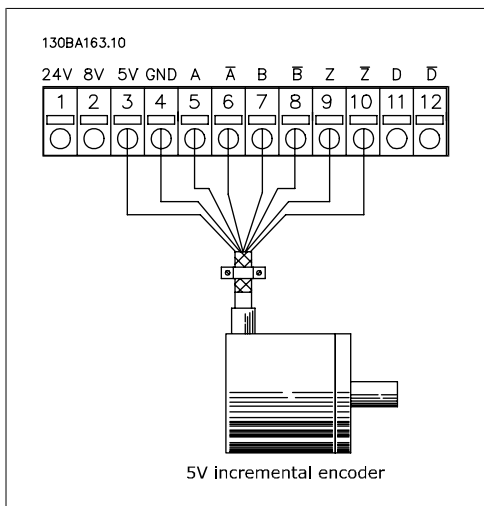 130BA163.10
24V 8V 5V GND A A̅ B B̅ Z Z̅ D D̅
1 2 3 4 5 6 7 8 9 10 11 12
5V incremental encoder